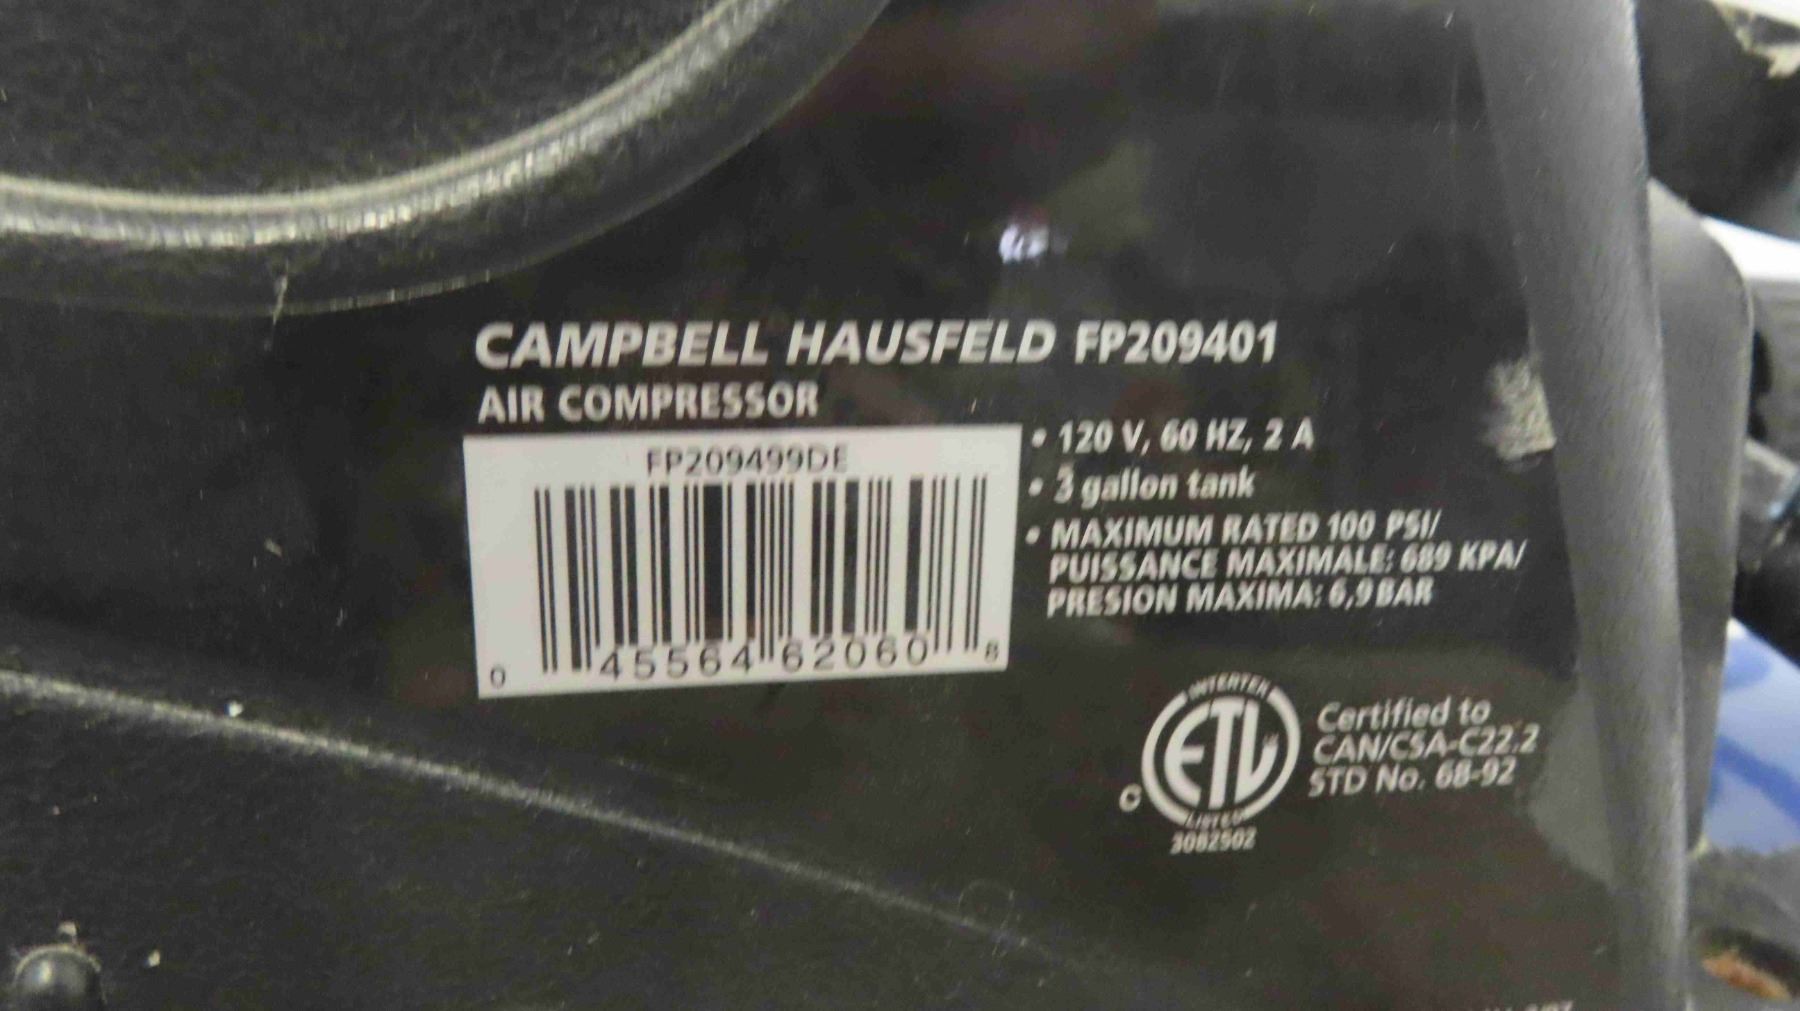 CAMPBELL HAUSFELD FP209401
AIR COMPRESSOR
FP209499DE
0 45564 62060 8
• 120 V, 60 HZ, 2 A
• 3 gallon tank
• MAXIMUM RATED 100 PSI/
PUISSANCE MAXIMALE: 689 KPA/
PRESION MAXIMA: 6,9 BAR
INTERTEK
ETL
C
LISTED
3082502
Certified to
CAN/CSA-C22.2
STD No. 68-92